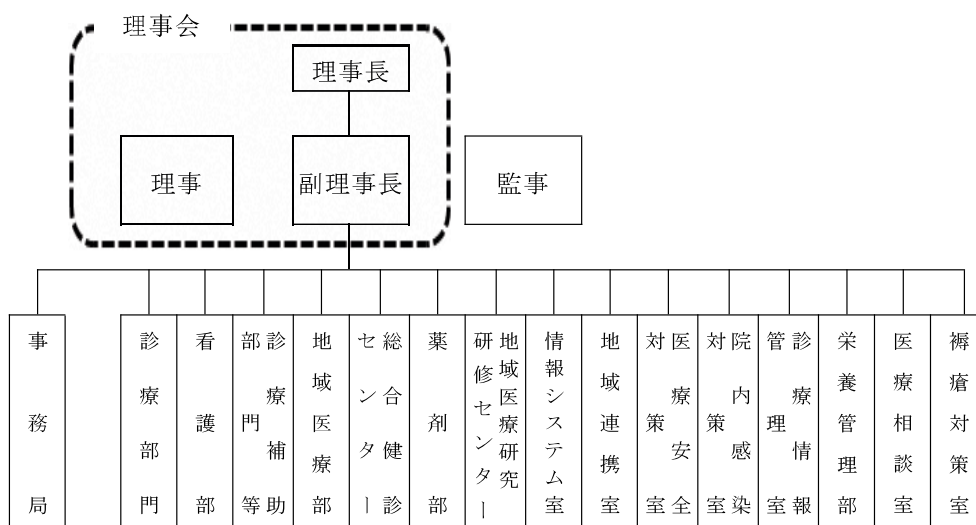 理事会
理事長
理事
副理事長
監事
事務局
診療部門
看護部
診療補助
部門等
地域医療部
総合健診
センター
薬剤部
地域医療研究
研修センター
情報システム室
地域連携室
医療安全
対策室
院内感染
対策室
診療情報
管理室
栄養管理部
医療相談室
褥瘡対策室